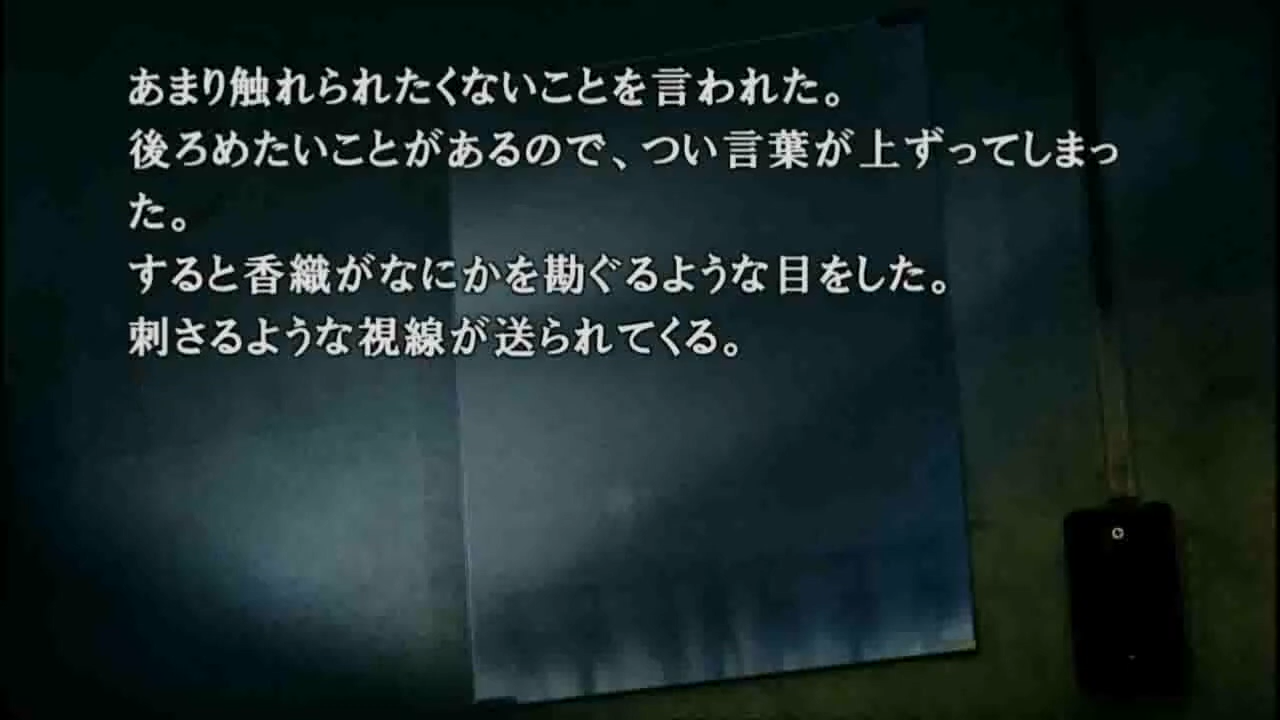 あまり触れられたくないことを言われた。
後ろめたいことがあるので、つい言葉が上ずってしまっ
た。
すると香織がなにかを勘ぐるような目をした。
刺さるような視線が送られてくる。